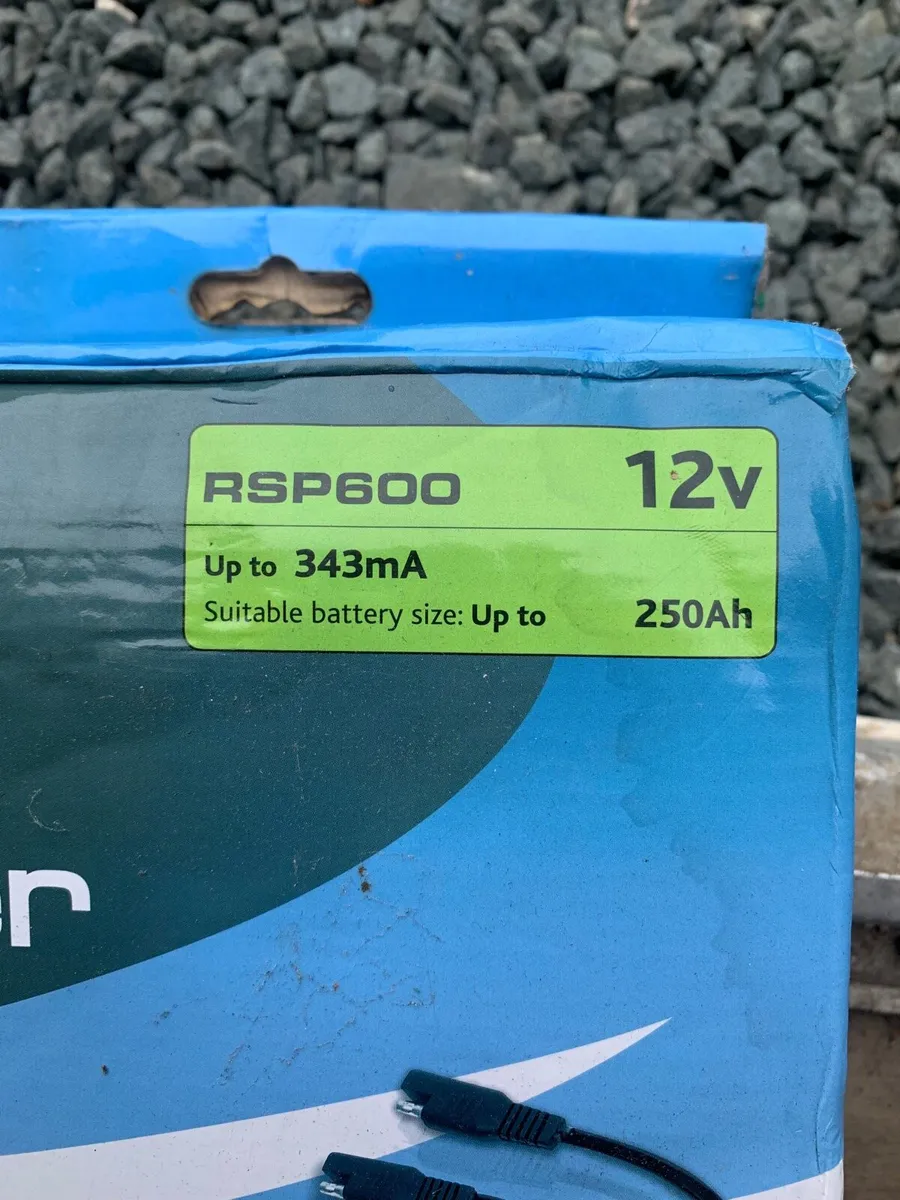 RSP600 12v
Up to 343mA
Suitable battery size: Up to 250Ah